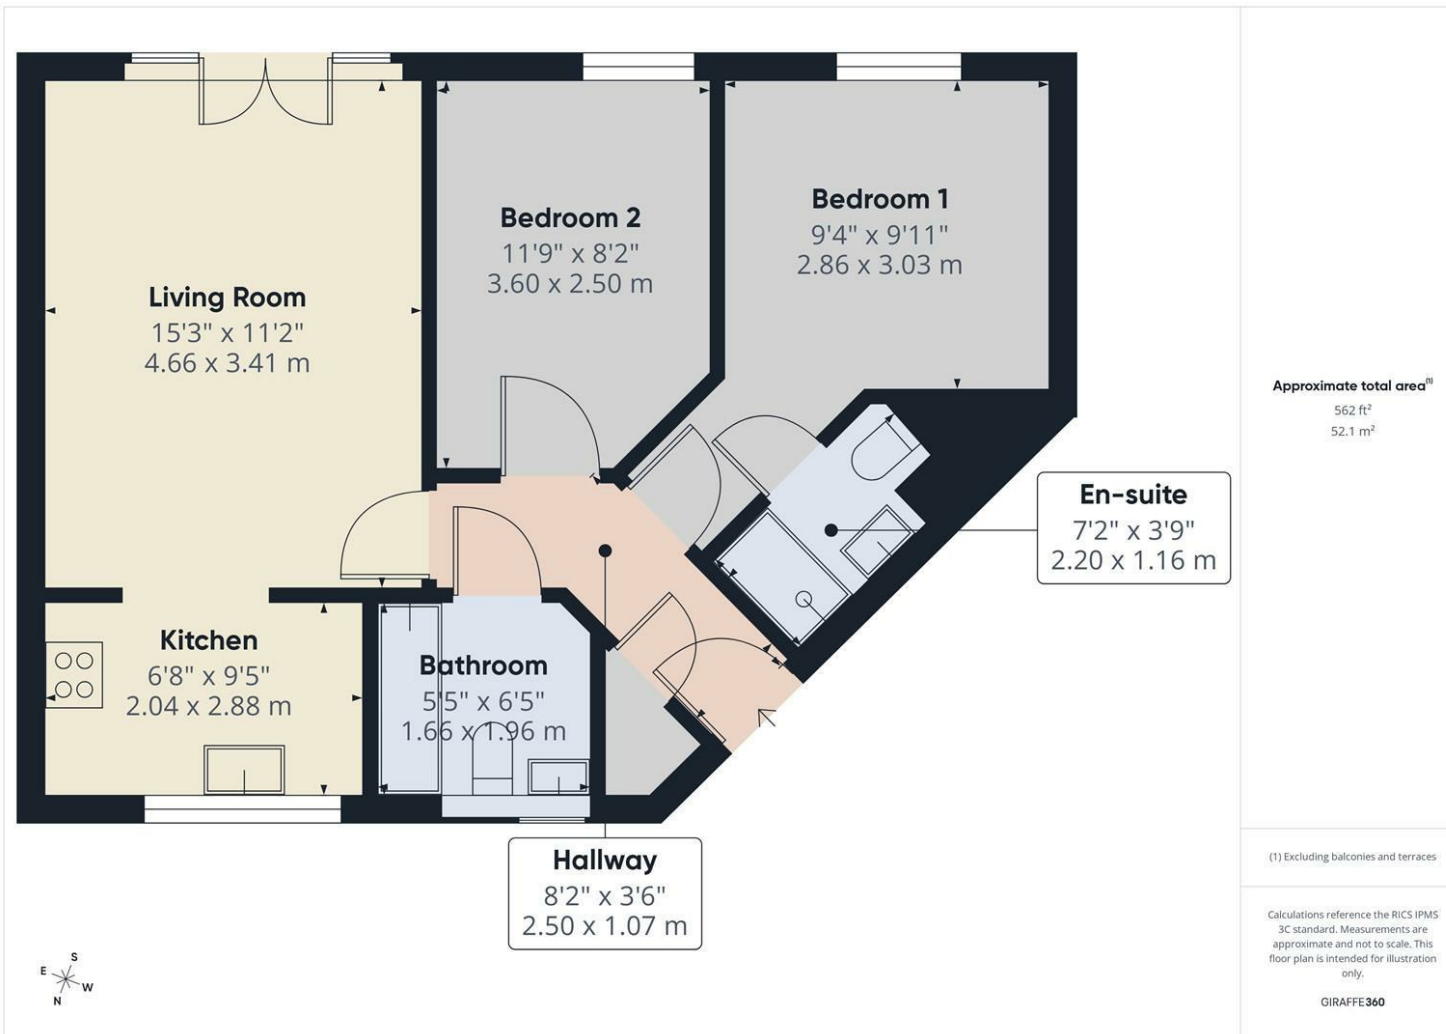 Living Room
15'3" x 11'2"
4.66 x 3.41 m
Bedroom 2
11'9" x 8'2"
3.60 x 2.50 m
Bedroom 1
9'4" x 9'11"
2.86 x 3.03 m
En-suite
7'2" x 3'9"
2.20 x 1.16 m
Kitchen
6'8" x 9'5"
2.04 x 2.88 m
Bathroom
5'5" x 6'5"
1.66 x 1.96 m
Hallway
8'2" x 3'6"
2.50 x 1.07 m
S
E
W
N
Approximate total area(1)
562 ft²
52.1 m²
(1) Excluding balconies and terraces
Calculations reference the RICS IPMS
3C standard. Measurements are
approximate and not to scale. This
floor plan is intended for illustration
only.
GIRAFFE360